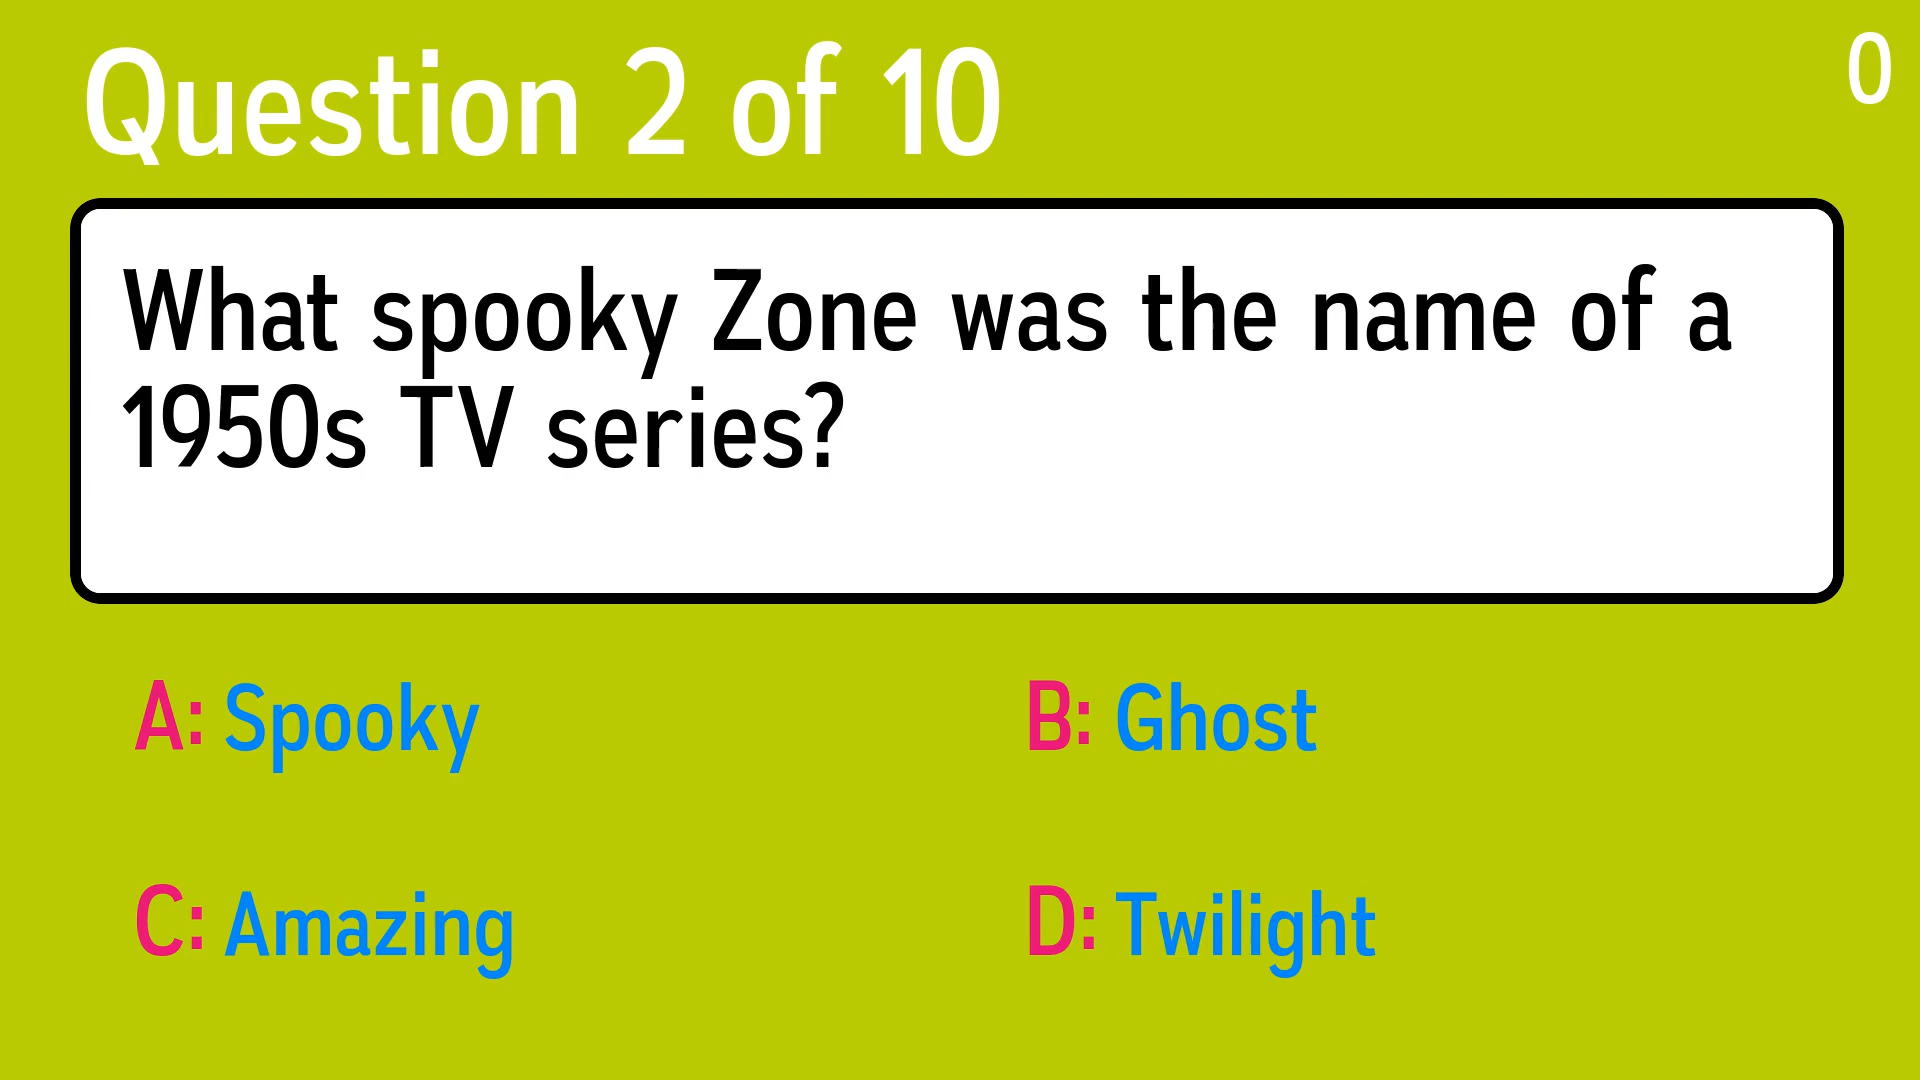 Question 2 of 10
0
What spooky Zone was the name of a
1950s TV series?
A: Spooky
B: Ghost
C: Amazing
D: Twilight